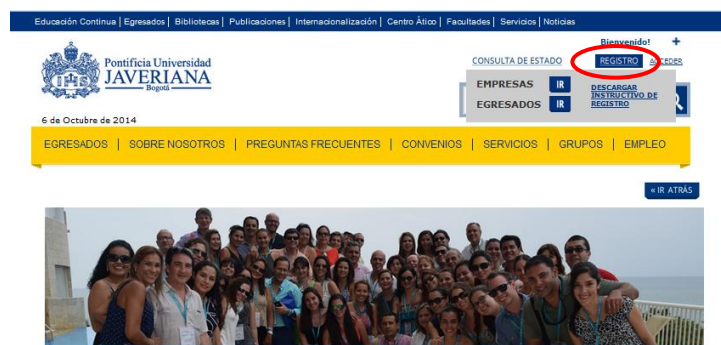 Educación Continua | Egresados | Bibliotecas | Publicaciones | Internacionalización | Centro Ático | Facultades | Servicios | Noticias
Bienvenido! +
Pontificia Universidad
JAVERIANA
Bogotá
CONSULTA DE ESTADO REGISTRO ACCEDER
EMPRESAS IR
EGRESADOS IR
DESCARGAR
INSTRUCTIVO DE
REGISTRO
6 de Octubre de 2014
EGRESADOS | SOBRE NOSOTROS | PREGUNTAS FRECUENTES | CONVENIOS | SERVICIOS | GRUPOS | EMPLEO
« IR ATRÁS